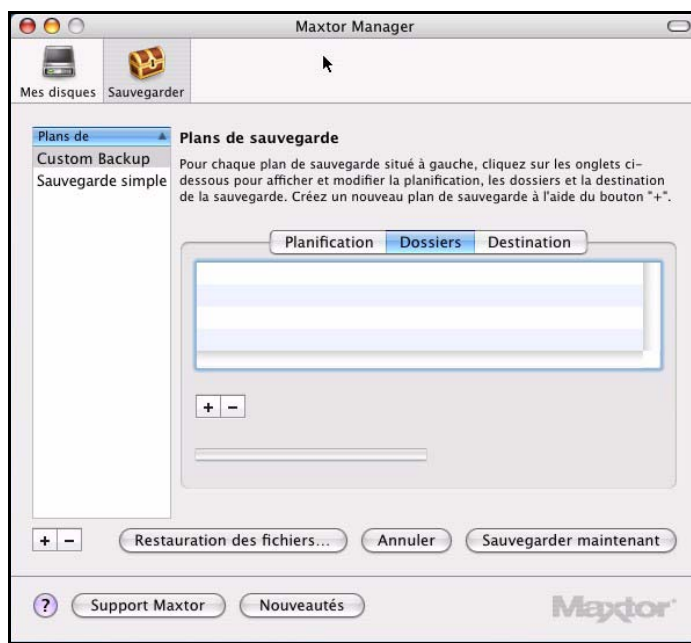 Maxtor Manager
Mes disques
Sauvegarder
Plans de
Custom Backup
Sauvegarde simple
Plans de sauvegarde
Pour chaque plan de sauvegarde situé à gauche, cliquez sur les onglets ci-
dessous pour afficher et modifier la planification, les dossiers et la destination
de la sauvegarde. Créez un nouveau plan de sauvegarde à l'aide du bouton "+".
Planification Dossiers Destination
+ −
+ − Restauration des fichiers... Annuler Sauvegarder maintenant
? Support Maxtor Nouveautés Maxtor